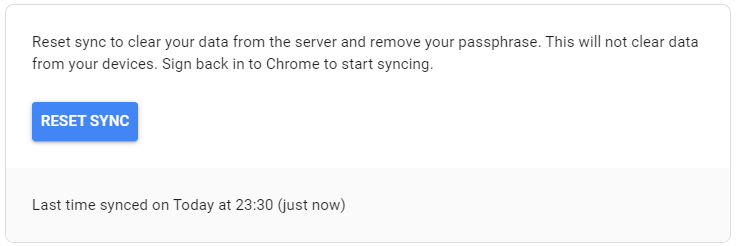 Reset sync to clear your data from the server and remove your passphrase. This will not clear data
from your devices. Sign back in to Chrome to start syncing.
RESET SYNC
Last time synced on Today at 23:30 (just now)